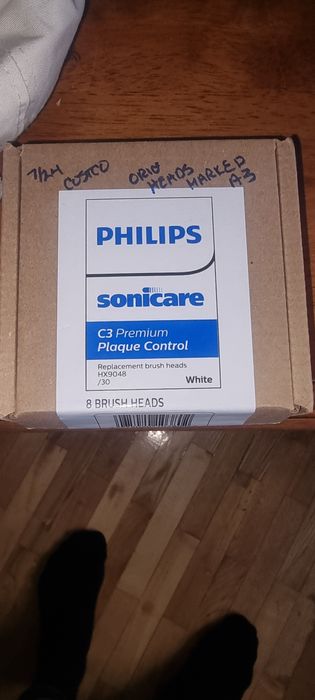 7/24 COSTCO ORIG HEADS MARKED A3
PHILIPS
sonicare
C3 Premium
Plaque Control
Replacement brush heads
HX9048
/30 White
8 BRUSH HEADS